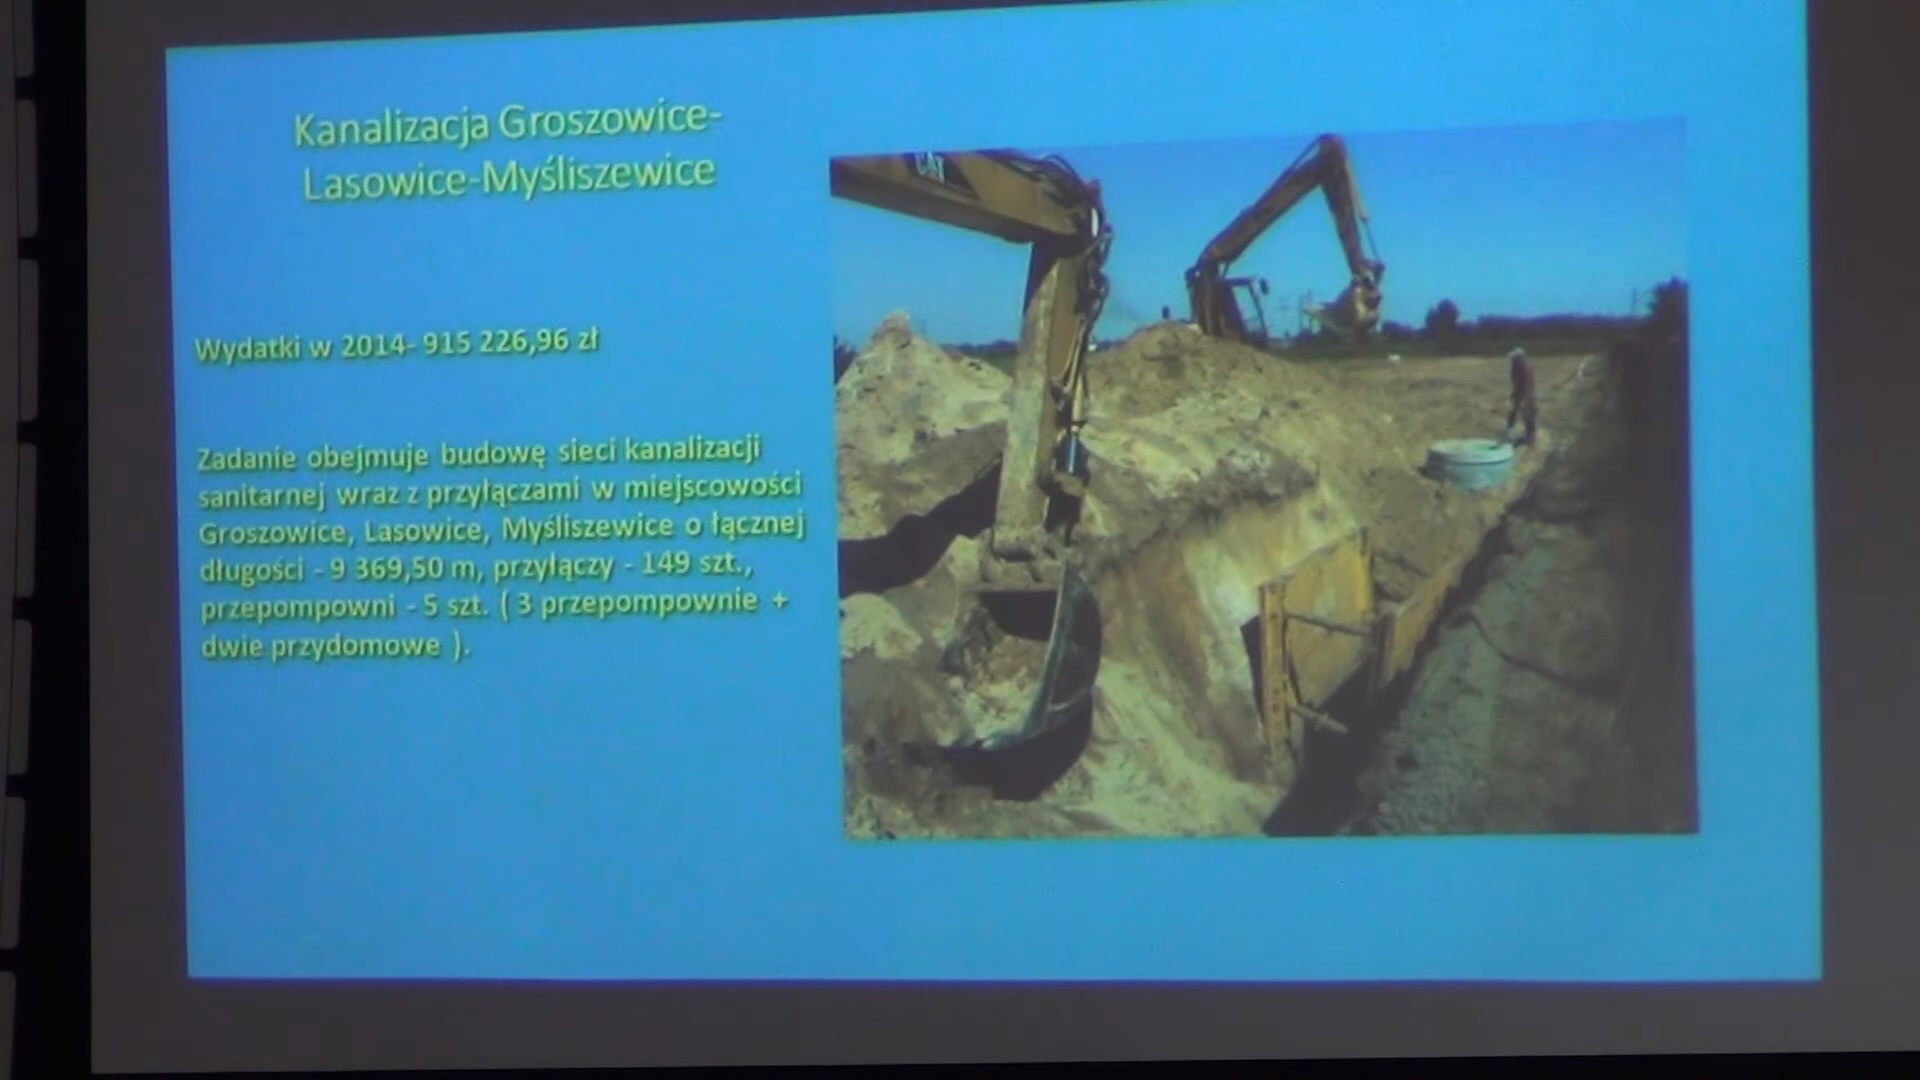 Kanalizacja Groszowice-
Lasowice-Myśliszewice
Wydatki w 2014- 915 226,96 zł
Zadanie obejmuje budowę sieci kanalizacji
sanitarnej wraz z przyłączami w miejscowości
Groszowice, Lasowice, Myśliszewice o łącznej
długości - 9 369,50 m, przyłączy - 149 szt.,
przepompowni - 5 szt. ( 3 przepompownie +
dwie przydomowe ).
CAT